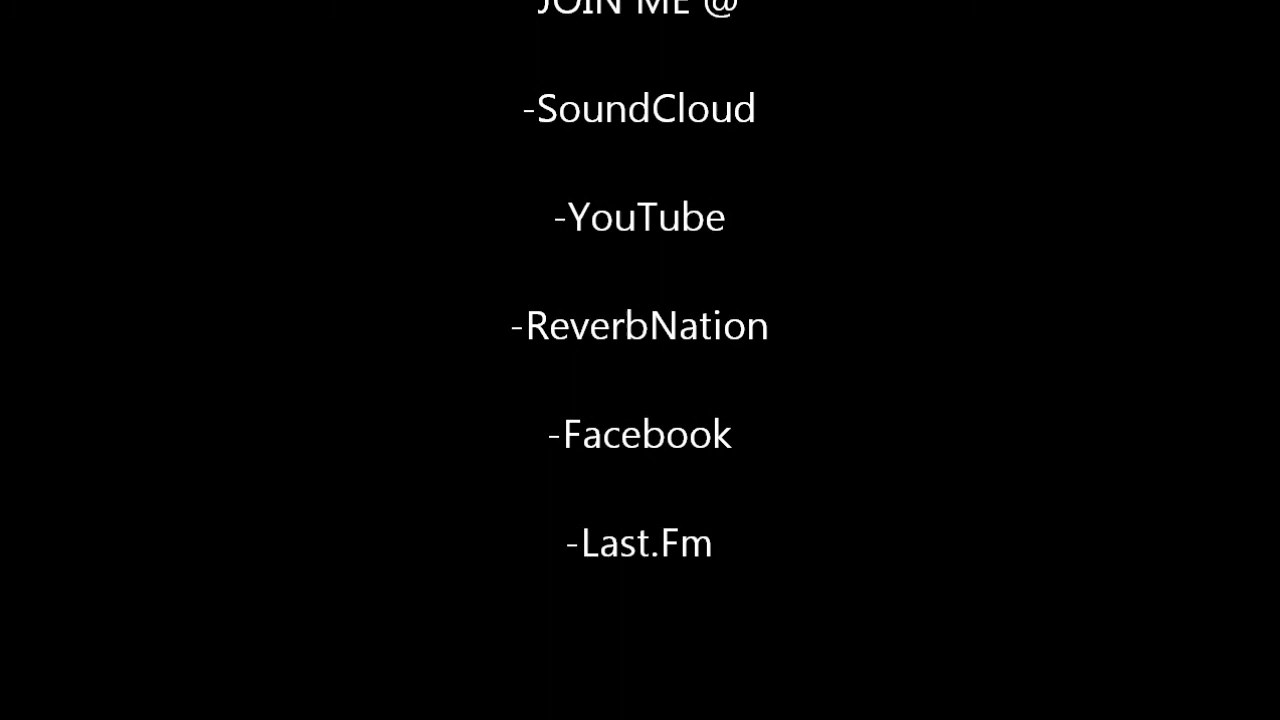 JOIN ME @
-SoundCloud
-YouTube
-ReverbNation
-Facebook
-Last.Fm